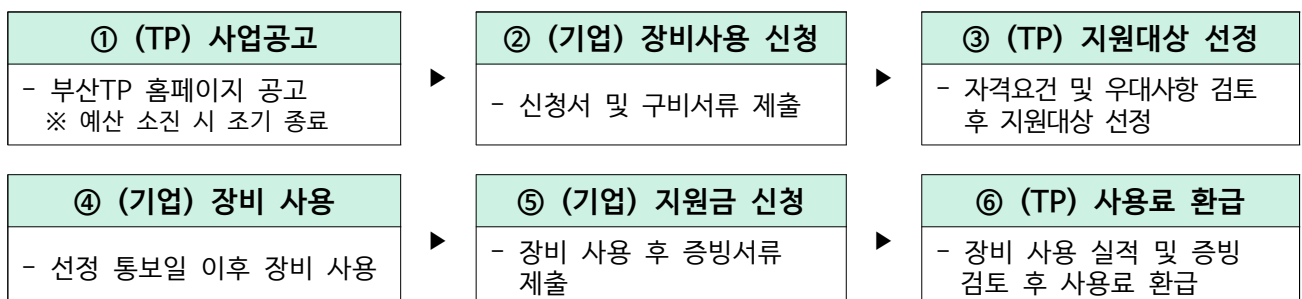 ① (TP) 사업공고
- 부산TP 홈페이지 공고
※ 예산 소진 시 조기 종료
▶
② (기업) 장비사용 신청
- 신청서 및 구비서류 제출
▶
③ (TP) 지원대상 선정
- 자격요건 및 우대사항 검토
후 지원대상 선정
④ (기업) 장비 사용
- 선정 통보일 이후 장비 사용
▶
⑤ (기업) 지원금 신청
- 장비 사용 후 증빙서류
제출
▶
⑥ (TP) 사용료 환급
- 장비 사용 실적 및 증빙
검토 후 사용료 환급